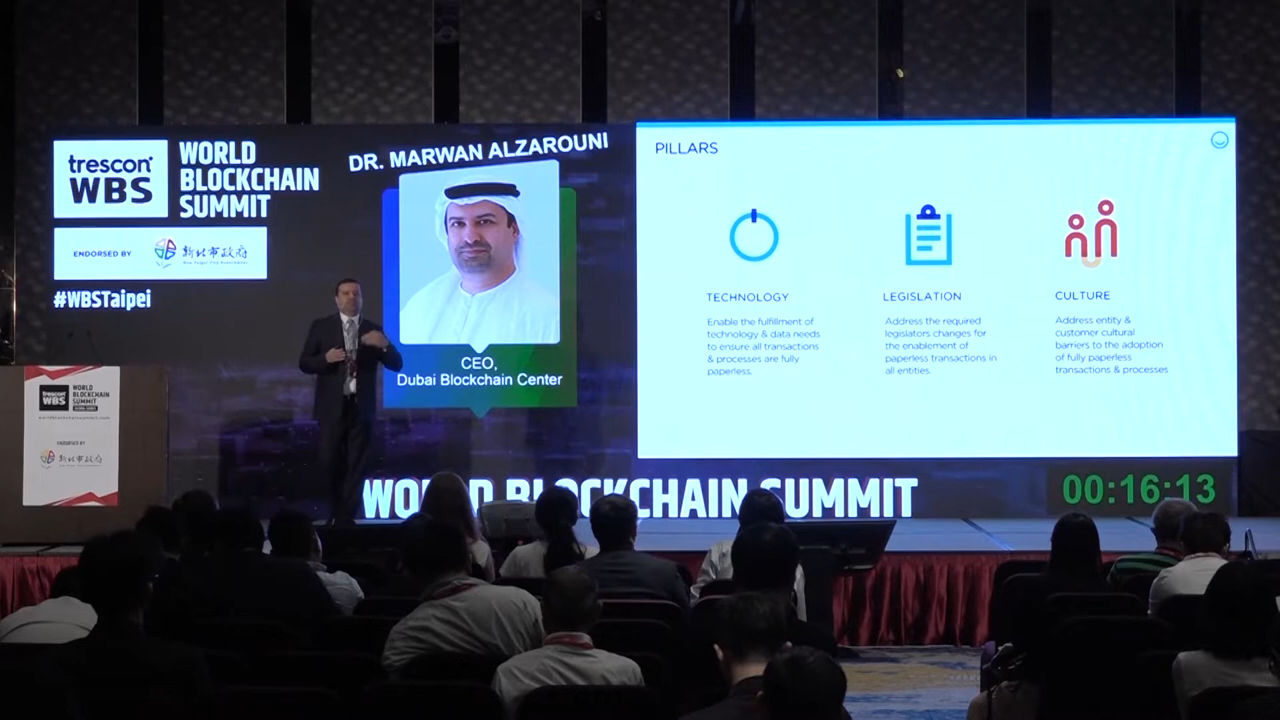 trescon
WBS
WORLD
BLOCKCHAIN
SUMMIT
ENDORSED BY
新北市政府
New Taipei City Government
#WBSTaipei
DR. MARWAN ALZAROUNI
CEO,
Dubai Blockchain Center
PILLARS
TECHNOLOGY
Enable the fulfillment of
technology & data needs
to ensure all transactions
& processes are fully
paperless.
LEGISLATION
Address the required
legislators changes for
the enablement of
paperless transactions in
all entities.
CULTURE
Address entity &
customer cultural
barriers to the adoption
of fully paperless
transactions & processes
trescon
WBS
WORLD
BLOCKCHAIN
SUMMIT
ENDORSED BY
新北市政府
WORLD BLOCKCHAIN SUMMIT
00:16:13